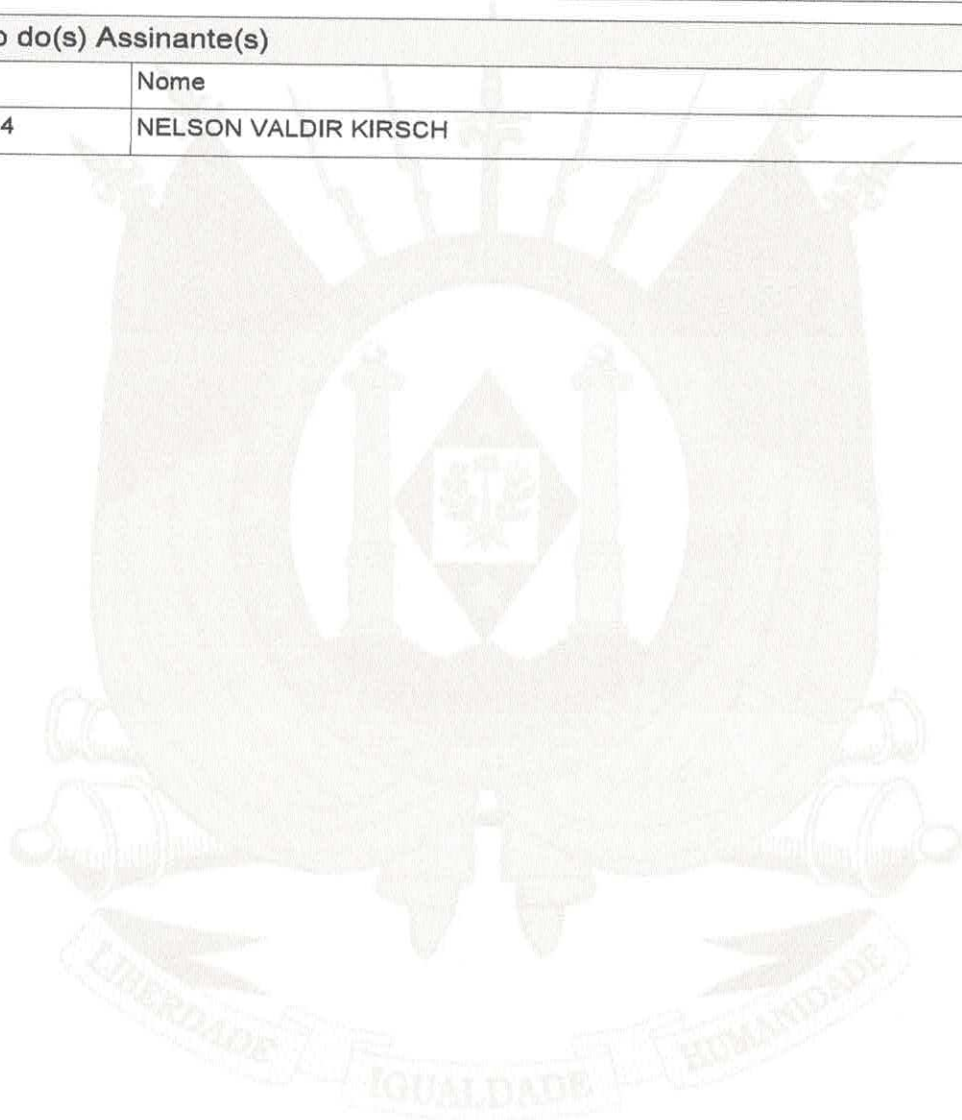 o do(s) Assinante(s)
Nome
4 NELSON VALDIR KIRSCH
LIBERDADE
IGUALDADE
HUMANIDADE